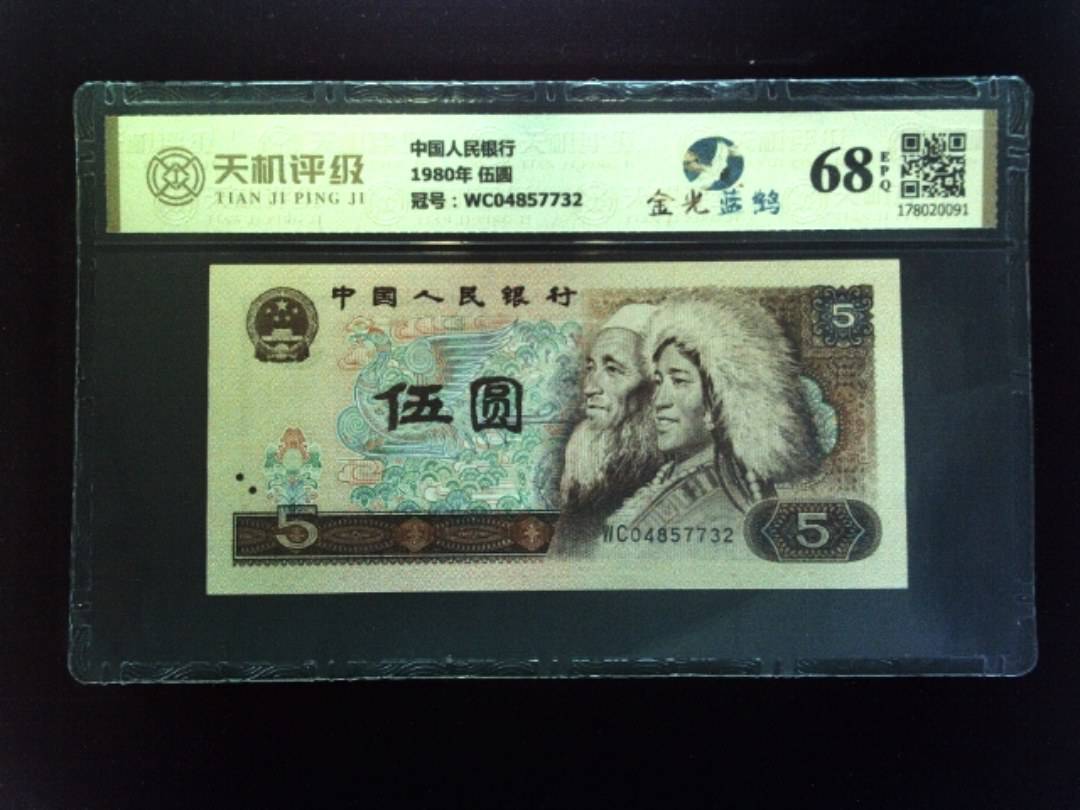 天机评级
TIAN JI PING JI
中国人民银行
1980年 伍圆
冠号：WC04857732
金光蓝鹤
68
EPQ
178020091
中国人民银行
5
伍圆
5
WC04857732
5